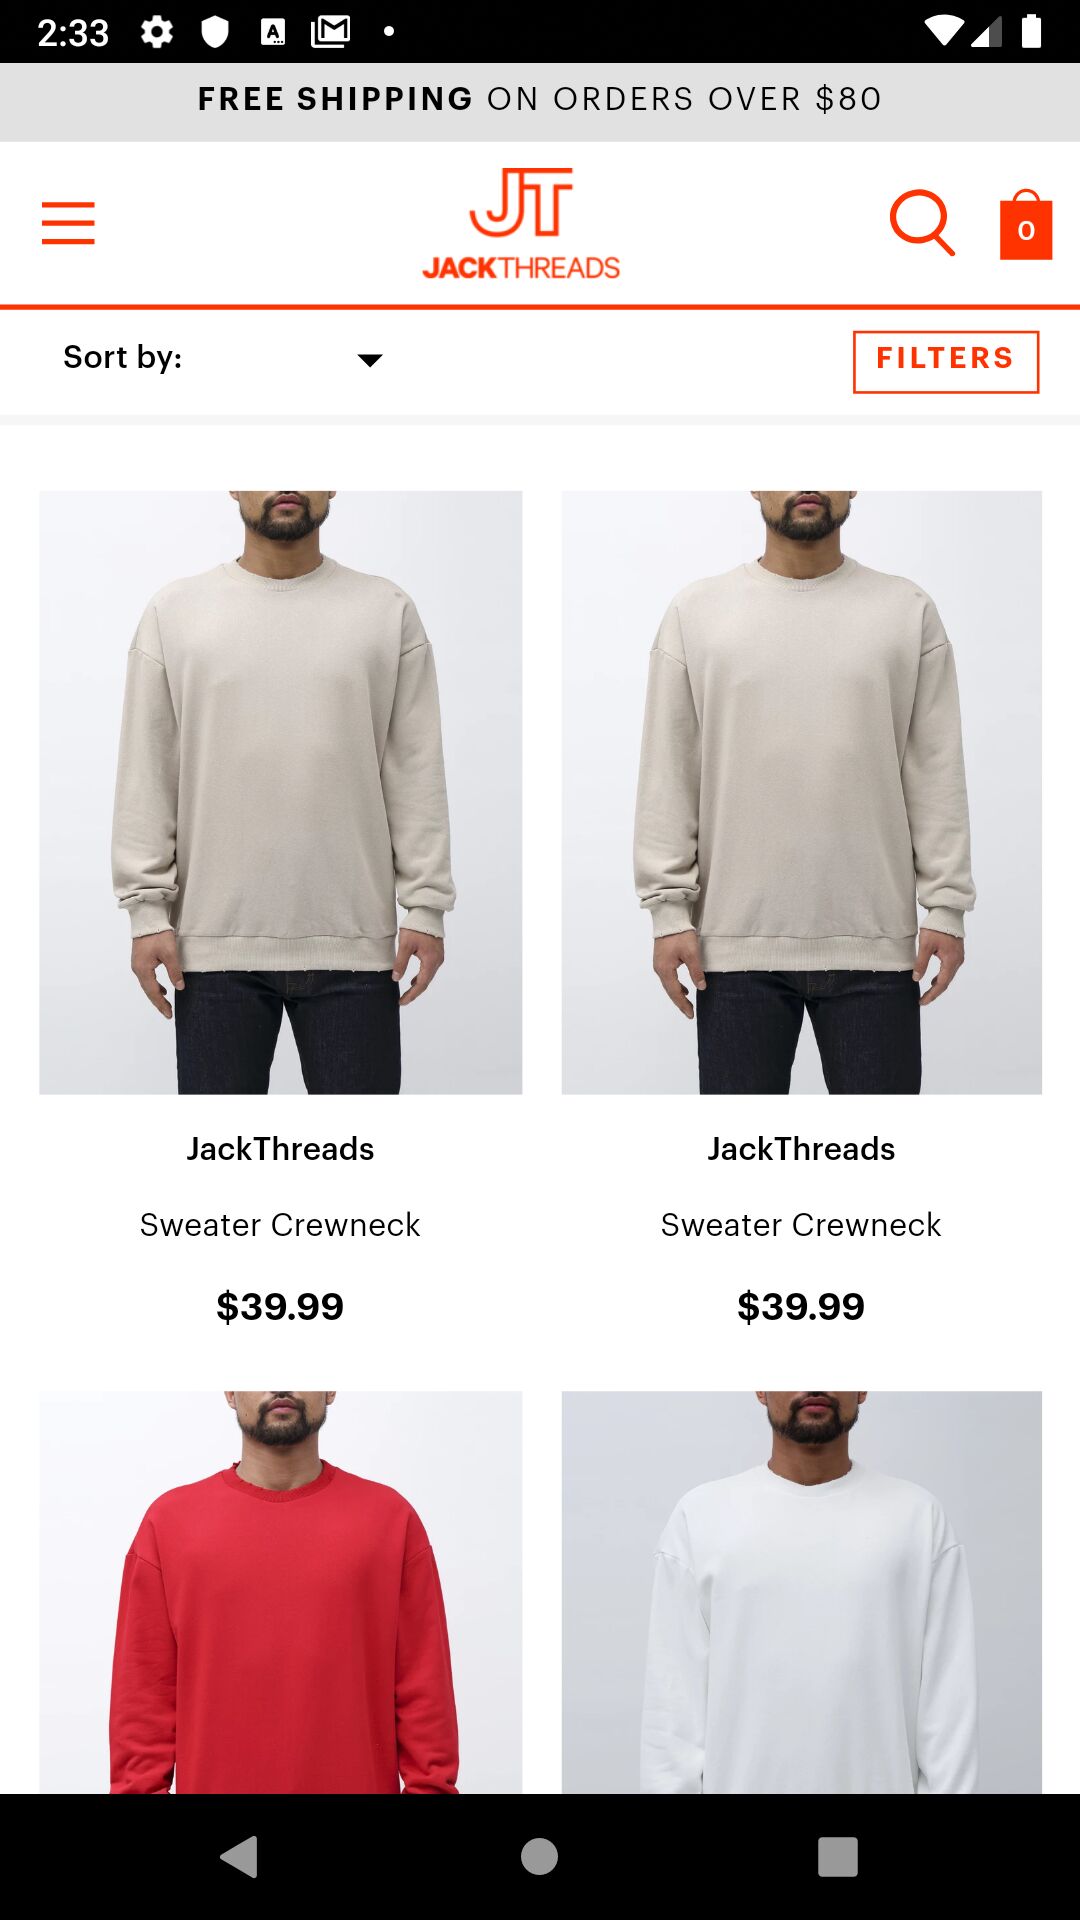 2:33
FREE SHIPPING ON ORDERS OVER $80
JT
JACKTHREADS
0
Sort by:
FILTERS
JackThreads
JackThreads
Sweater Crewneck
Sweater Crewneck
$39.99
$39.99